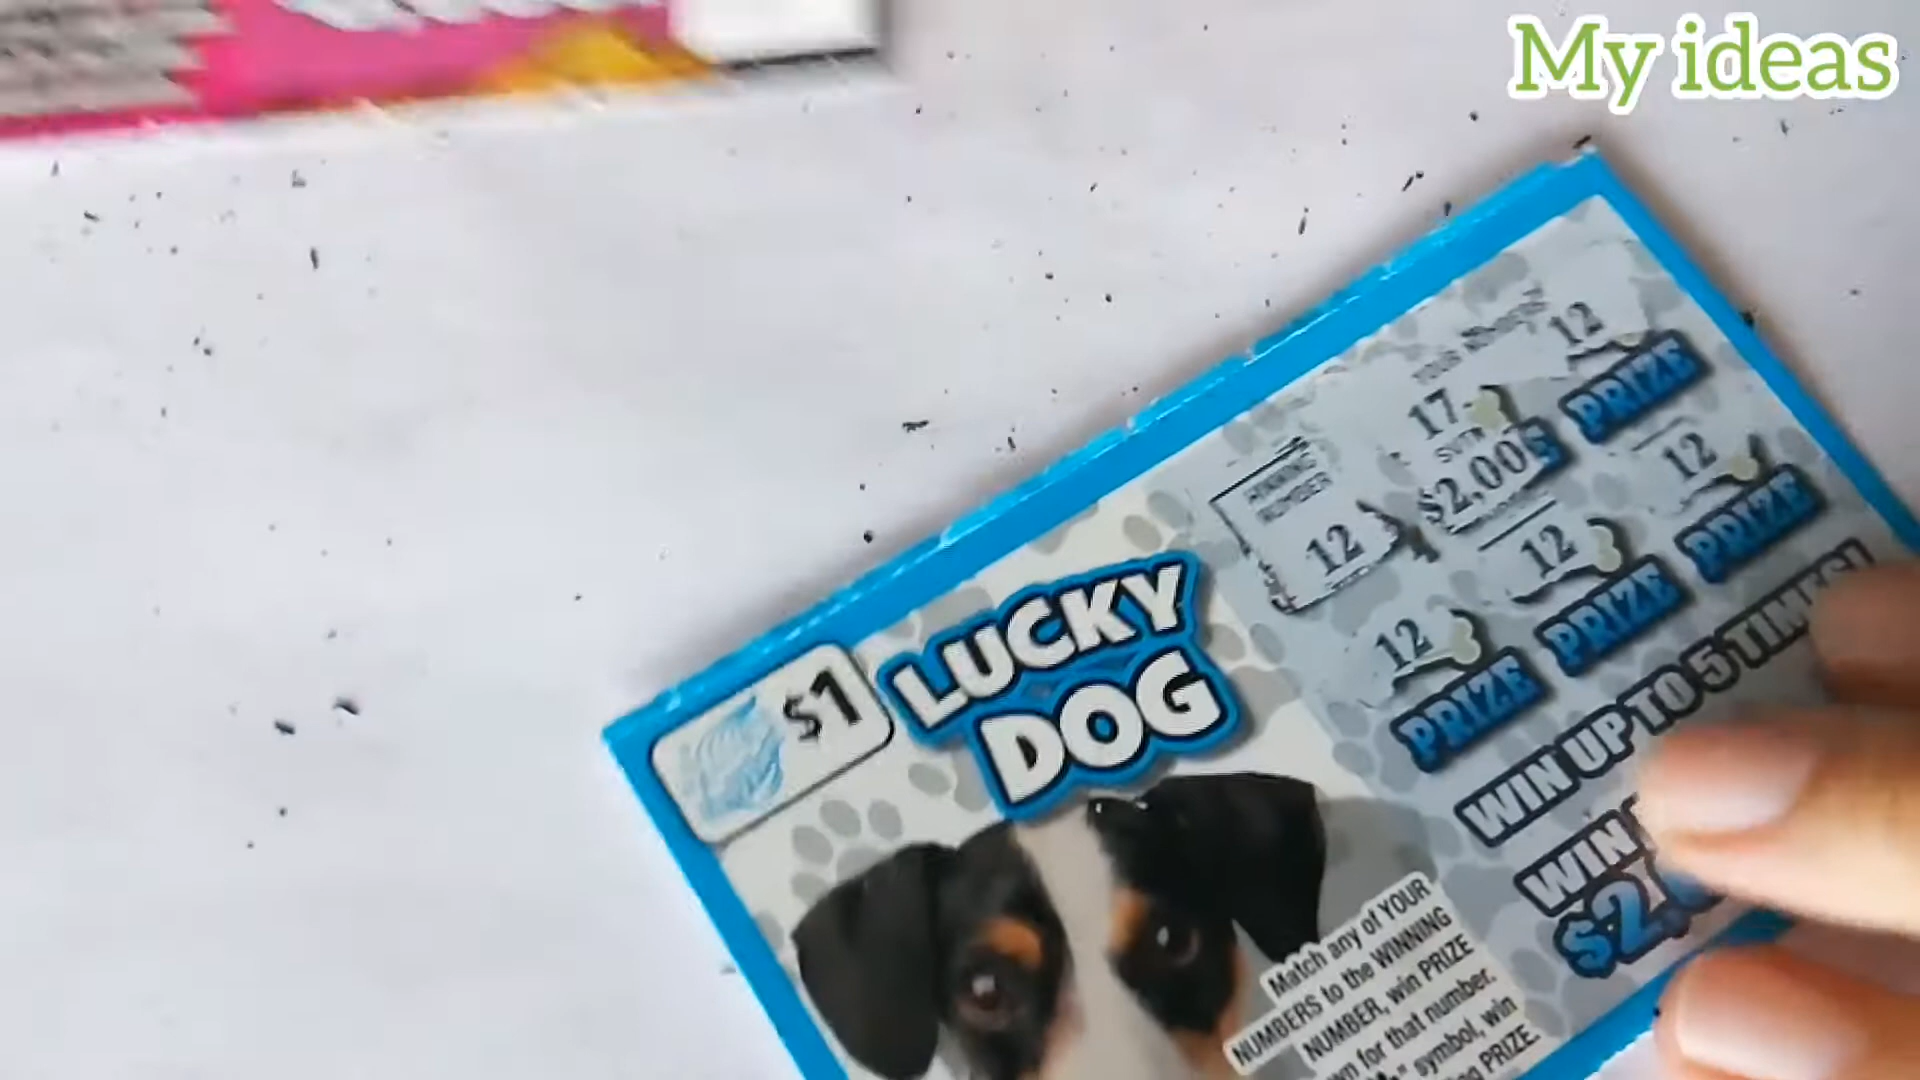 My ideas
$1
LUCKY
DOG
WINNING
NUMBER
12
YOUR NUMBERS
17
SVTN
$2.00
12
PRIZE
12
PRIZE
12
PRIZE
12
PRIZE
WIN UP TO 5 TIMES!
WIN
Match any of YOUR
NUMBERS to the WINNING
NUMBER, win PRIZE
for that number.
symbol, win
PRIZE.